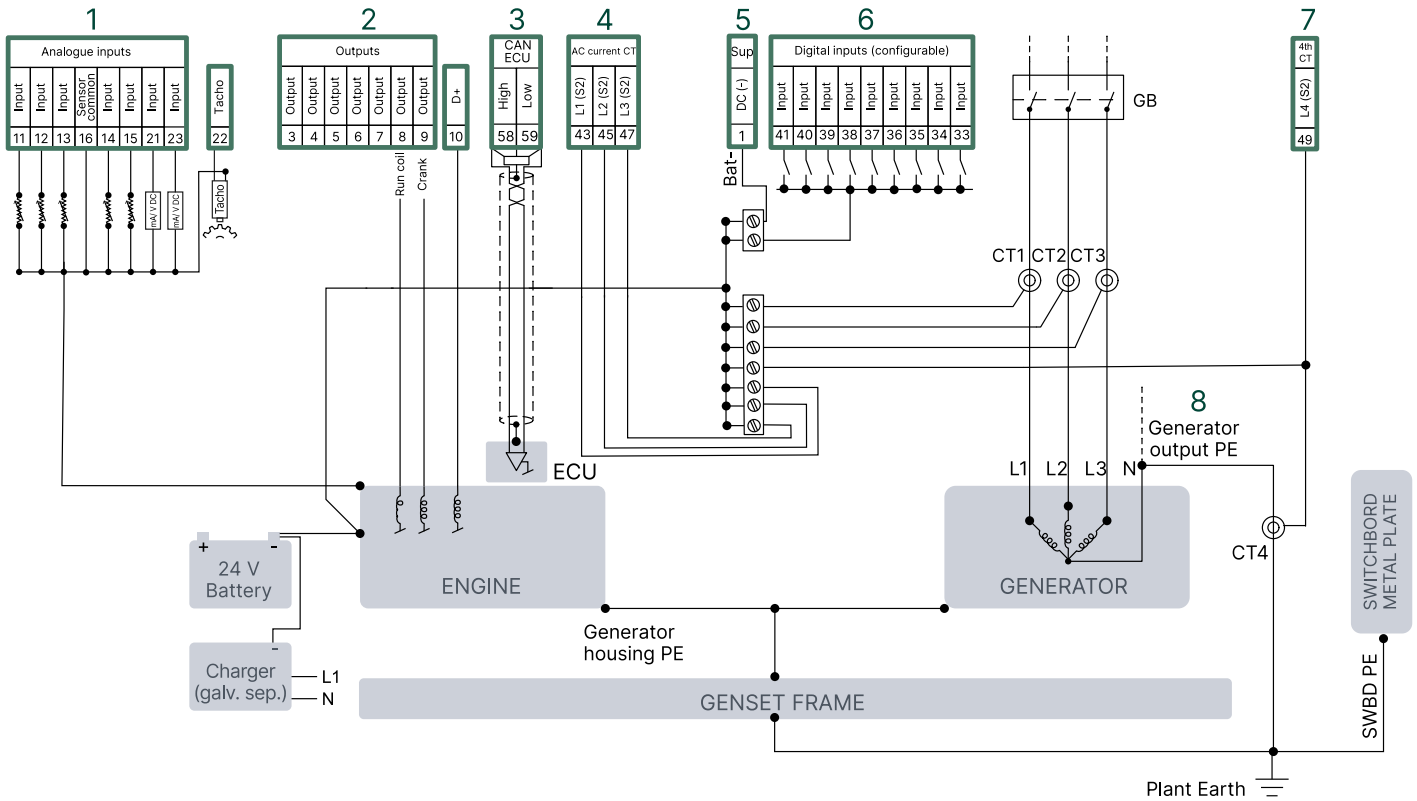 1
2
3
4
5
6
7
Analogue inputs
Input
Input
Input
Sensor
common
Input
Input
Input
Input
11
12
13
16
14
15
21
23
Tacho
22
mA/V DC
mA/V DC
Tacho
Outputs
Output
Output
Output
Output
Output
Output
Output
3
4
5
6
7
8
9
D+
10
Run coil
Crank
CAN
ECU
High
Low
58
59
AC current CT
L1 (S2)
L2 (S2)
L3 (S2)
43
45
47
Sup
DC (-)
1
Bat-
Digital inputs (configurable)
Input
Input
Input
Input
Input
Input
Input
Input
Input
41
40
39
38
37
36
35
34
33
GB
4th
CT
L4 (S2)
49
CT1
CT2
CT3
8
Generator
output PE
L1
L2
L3
N
ECU
CT4
+
-
24 V
Battery
ENGINE
GENERATOR
SWITCHBORD
METAL PLATE
Generator
housing PE
-
Charger
(galv. sep.)
L1
N
GENSET FRAME
SWBD PE
Plant Earth